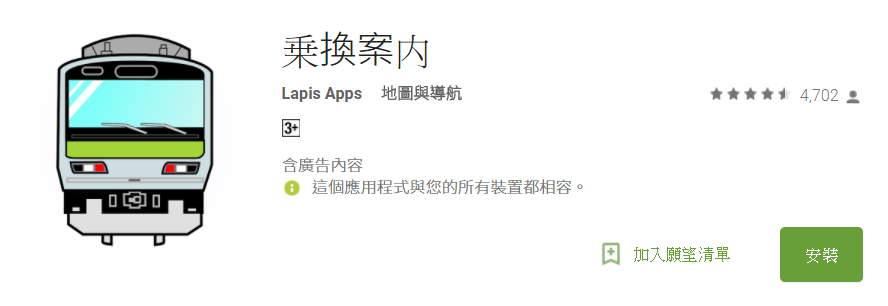 乗換案内
Lapis Apps 地圖與導航
4,702
3+
含廣告內容
這個應用程式與您的所有裝置都相容。
加入願望清單
安裝